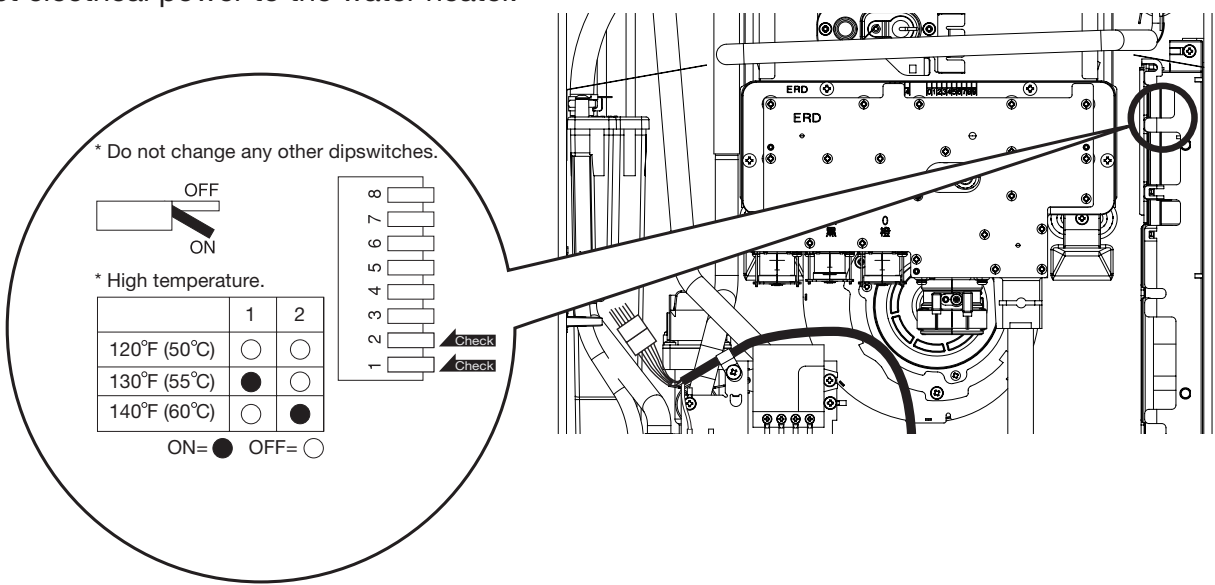 electrical power to the water heater.
* Do not change any other dipswitches.
OFF
ON
* High temperature.
1 2
120°F (50°C)
130°F (55°C)
140°F (60°C)
ON= OFF=
8
7
6
5
4
3
2 Check
1 Check
ERD
ERD
黒 橙